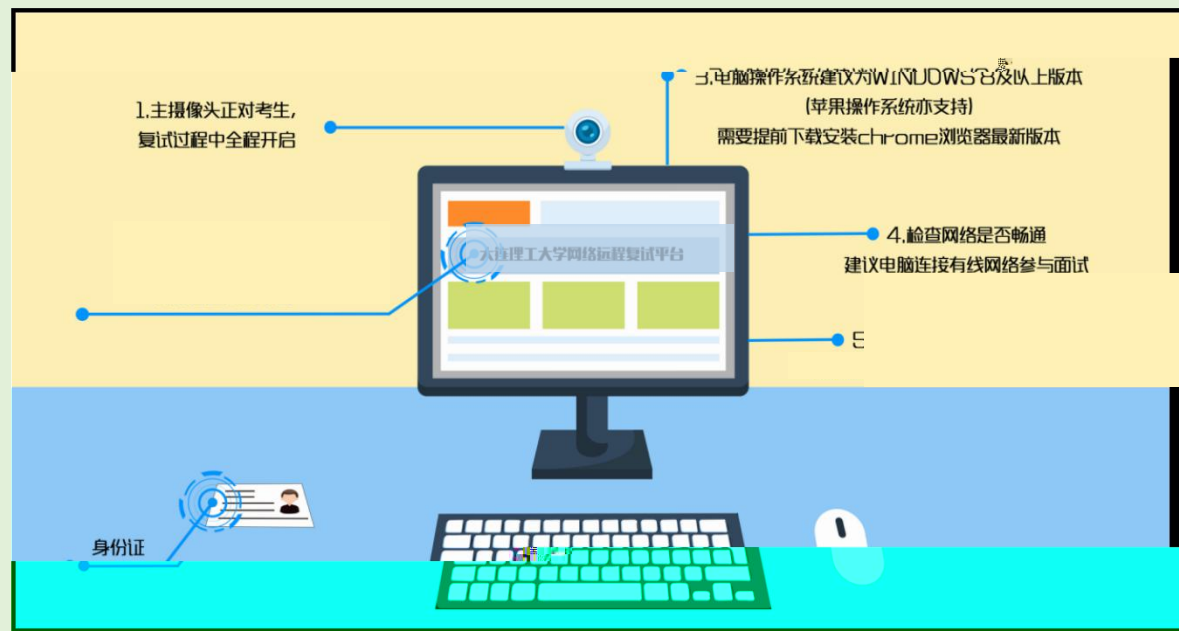 1.主摄像头正对考生,
复试过程中全程开启
3.电脑操作系统建议为WINDOWS 8及以上版本
(苹果操作系统亦支持)
需要提前下载安装chrome浏览器最新版本
大连理工大学网络远程复试平台
4.检查网络是否畅通
建议电脑连接有线网络参与面试
身份证